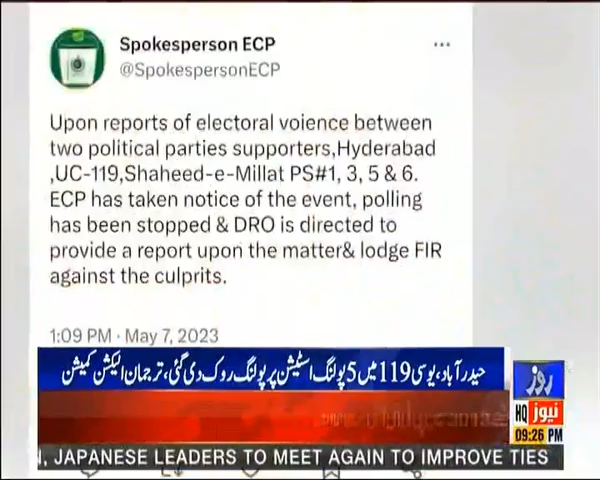 Spokesperson ECP
@SpokespersonECP
Upon reports of electoral voience between
two political parties supporters,Hyderabad
,UC-119,Shaheed-e-Millat PS#1, 3, 5 & 6.
ECP has taken notice of the event, polling
has been stopped & DRO is directed to
provide a report upon the matter& lodge FIR
against the culprits.
1:09 PM · May 7, 2023
حیدرآباد، یوسی 119 میں 5 پولنگ اسٹیشن پر پولنگ روک دی گئی، ترجمان الیکشن کمیشن
روز
HQ نیوز
09:26 PM
N, JAPANESE LEADERS TO MEET AGAIN TO IMPROVE TIES